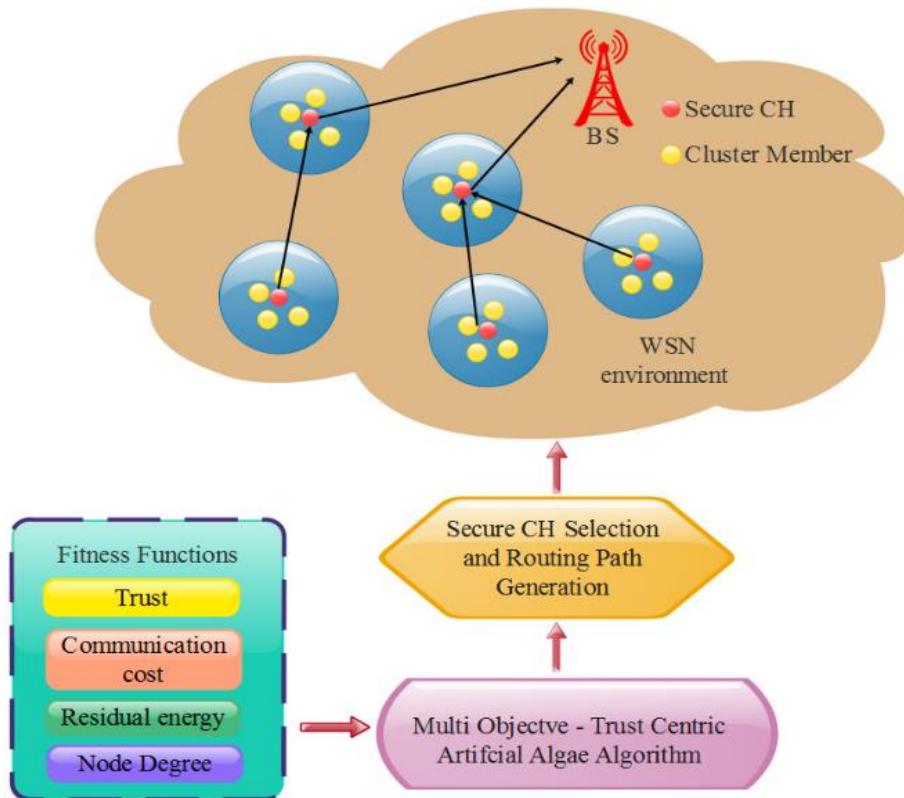 BS
Secure CH
Cluster Member
WSN
environment
Secure CH Selection
and Routing Path
Generation
Fitness Functions
Trust
Communication
cost
Residual energy
Node Degree
Multi Objectve - Trust Centric
Artifcial Algae Algorithm